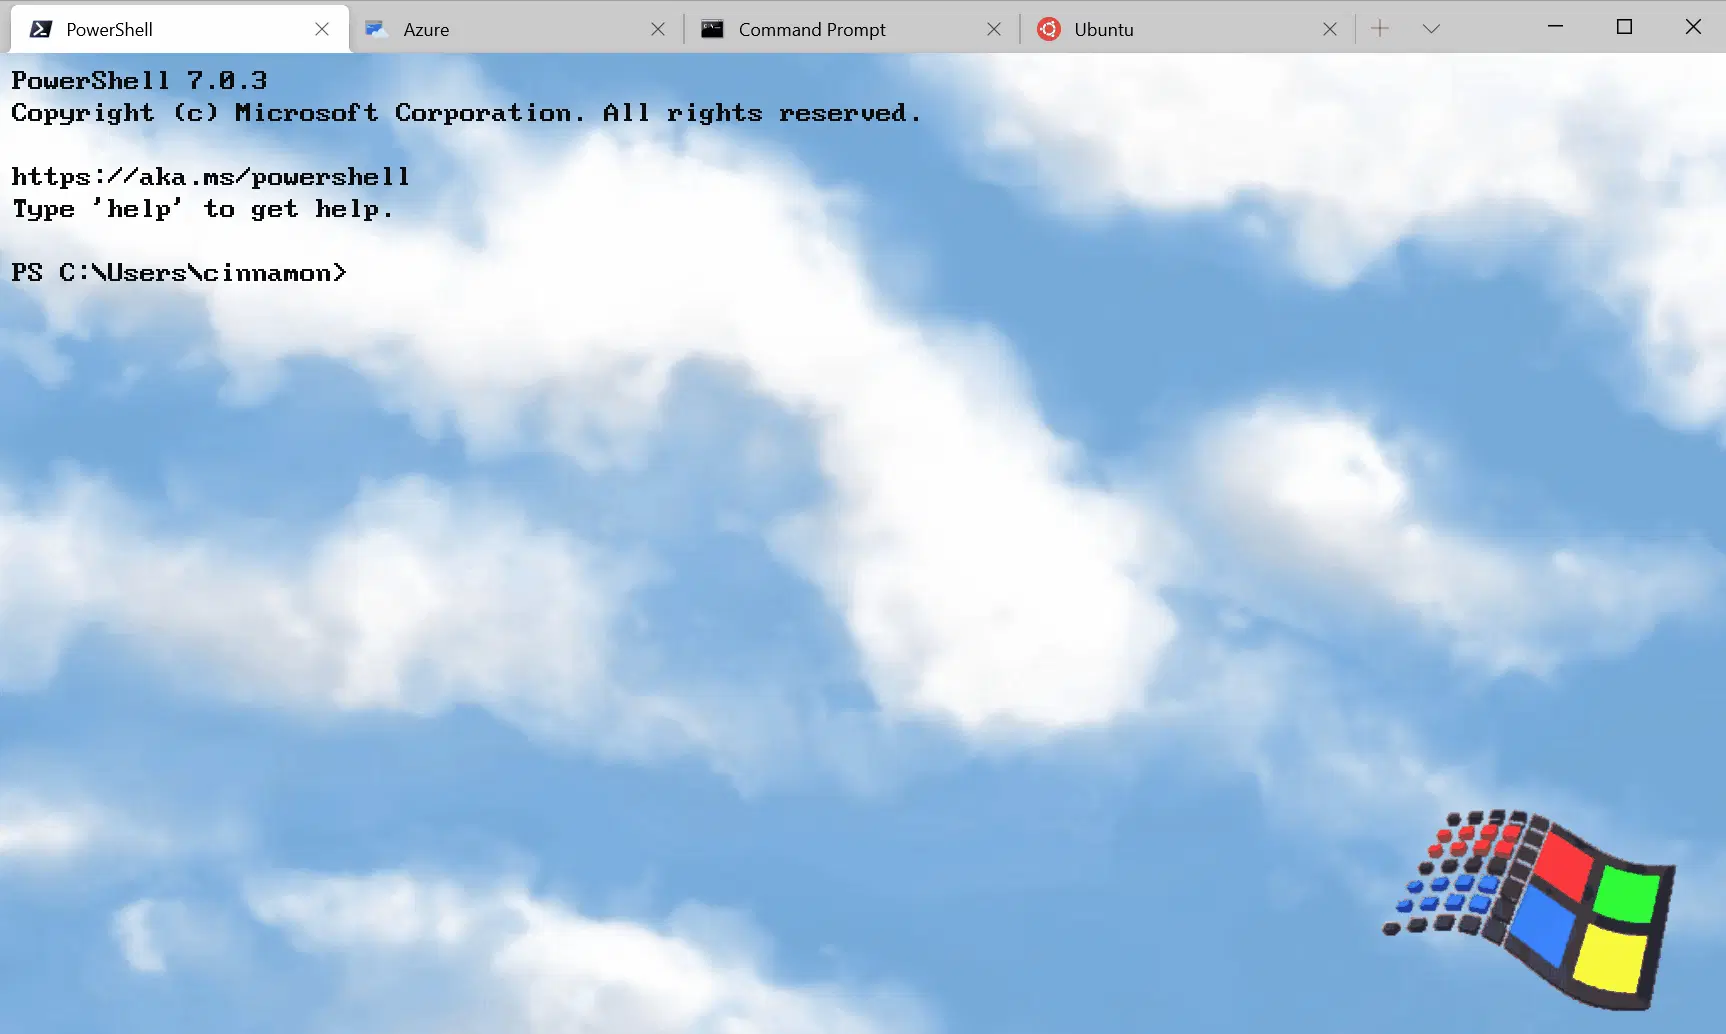 PowerShell
Azure
Command Prompt
Ubuntu
PowerShell 7.0.3
Copyright (c) Microsoft Corporation. All rights reserved.
https://aka.ms/powershell
Type 'help' to get help.
PS C:\Users\cinnamon>